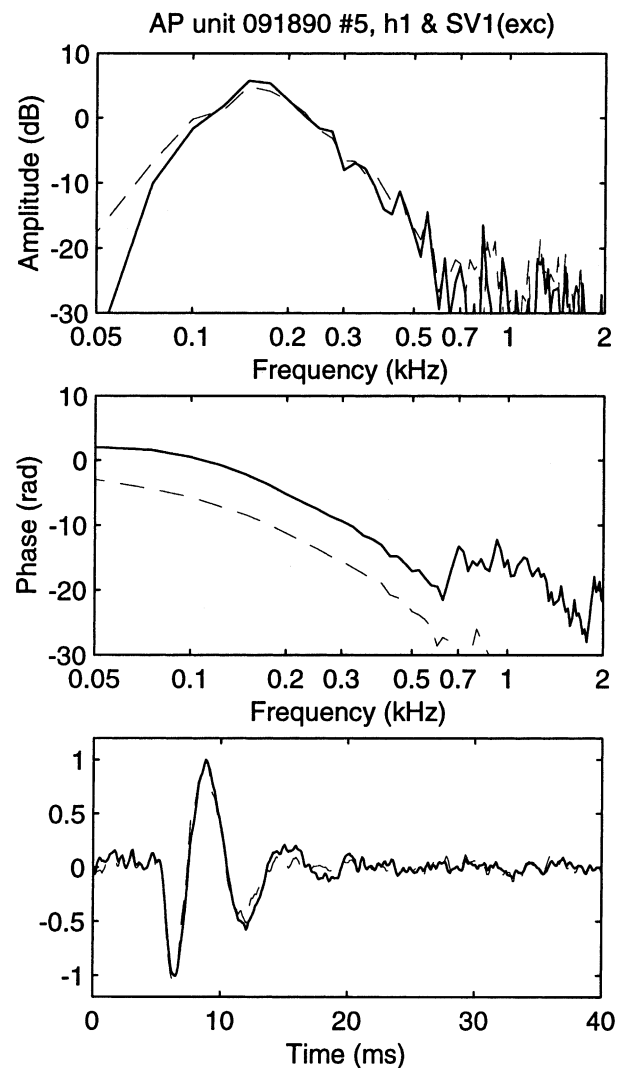 AP unit 091890 #5, h1 & SV1(exc)
10
0
-10
-20
-30
Amplitude (dB)
0.05 0.1 0.2 0.3 0.5 0.7 1 2
Frequency (kHz)
10
0
-10
-20
-30
Phase (rad)
0.05 0.1 0.2 0.3 0.5 0.7 1 2
Frequency (kHz)
1
0.5
0
-0.5
-1
0 10 20 30 40
Time (ms)